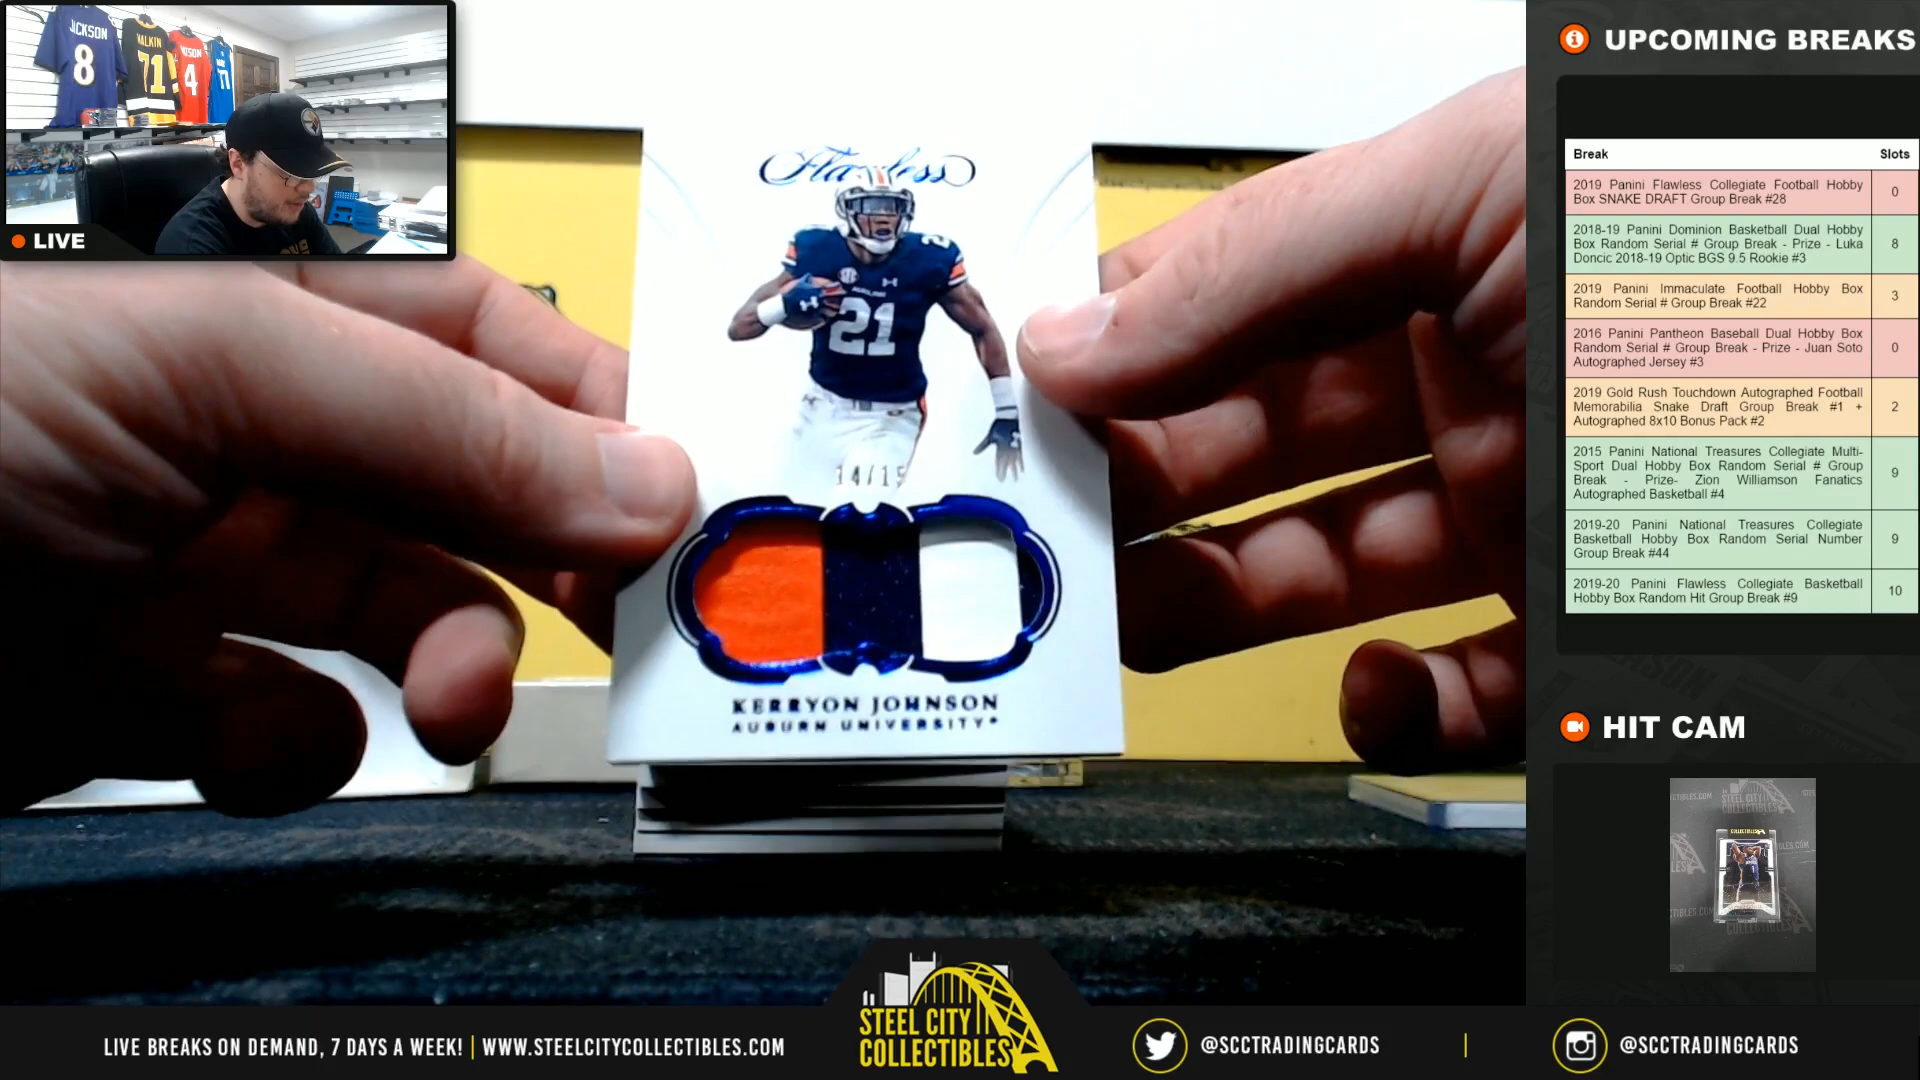 JACKSON
8
71
4
LIVE
Flawless
21
21
14/15
KERRYON JOHNSON
AUBURN UNIVERSITY
UPCOMING BREAKS
Break Slots
2019 Panini Flawless Collegiate Football Hobby
Box SNAKE DRAFT Group Break #28
0
2018-19 Panini Dominion Basketball Dual Hobby
Box Random Serial # Group Break - Prize - Luka
Doncic 2018-19 Optic BGS 9.5 Rookie #3
8
2019 Panini Immaculate Football Hobby Box
Random Serial # Group Break #22
3
2016 Panini Pantheon Baseball Dual Hobby Box
Random Serial # Group Break - Prize - Juan Soto
Autographed Jersey #3
0
2019 Gold Rush Touchdown Autographed Football
Memorabilia Snake Draft Group Break #1 +
Autographed 8x10 Bonus Pack #2
2
2015 Panini National Treasures Collegiate Multi-
Sport Dual Hobby Box Random Serial # Group
Break - Prize- Zion Williamson Fanatics
Autographed Basketball #4
9
2019-20 Panini National Treasures Collegiate
Basketball Hobby Box Random Serial Number
Group Break #44
9
2019-20 Panini Flawless Collegiate Basketball
Hobby Box Random Hit Group Break #9
10
HIT CAM
STEEL CITY
COLLECTIBLES
LIVE BREAKS ON DEMAND, 7 DAYS A WEEK! | WWW.STEELCITYCOLLECTIBLES.COM
STEEL CITY
COLLECTIBLES
@SCCTRADINGCARDS | @SCCTRADINGCARDS